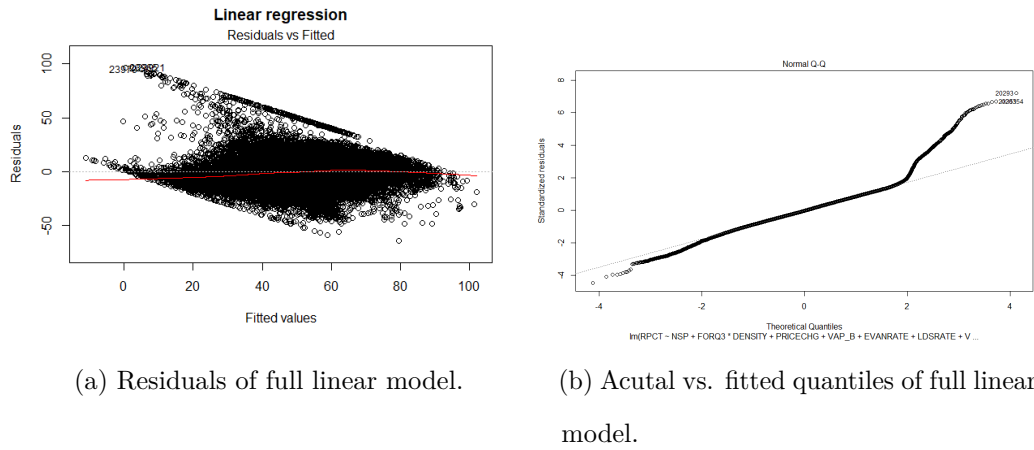 Linear regression
Residuals vs Fitted
Residuals
100
50
0
50
0
20
40
60
80
100
Fitted values
(a) Residuals of full linear model.
Normal Q-Q
20293
Standardized residuals
8
6
4
2
0
-2
-4
-4
-2
0
2
4
Theoretical Quantiles
lm(RPCT ~ NSP + FORQ3 * DENSITY + PRICECHG + VAP_B + EVANRATE + LDSRATE + V ...
(b) Acutal vs. fitted quantiles of full linear
model.